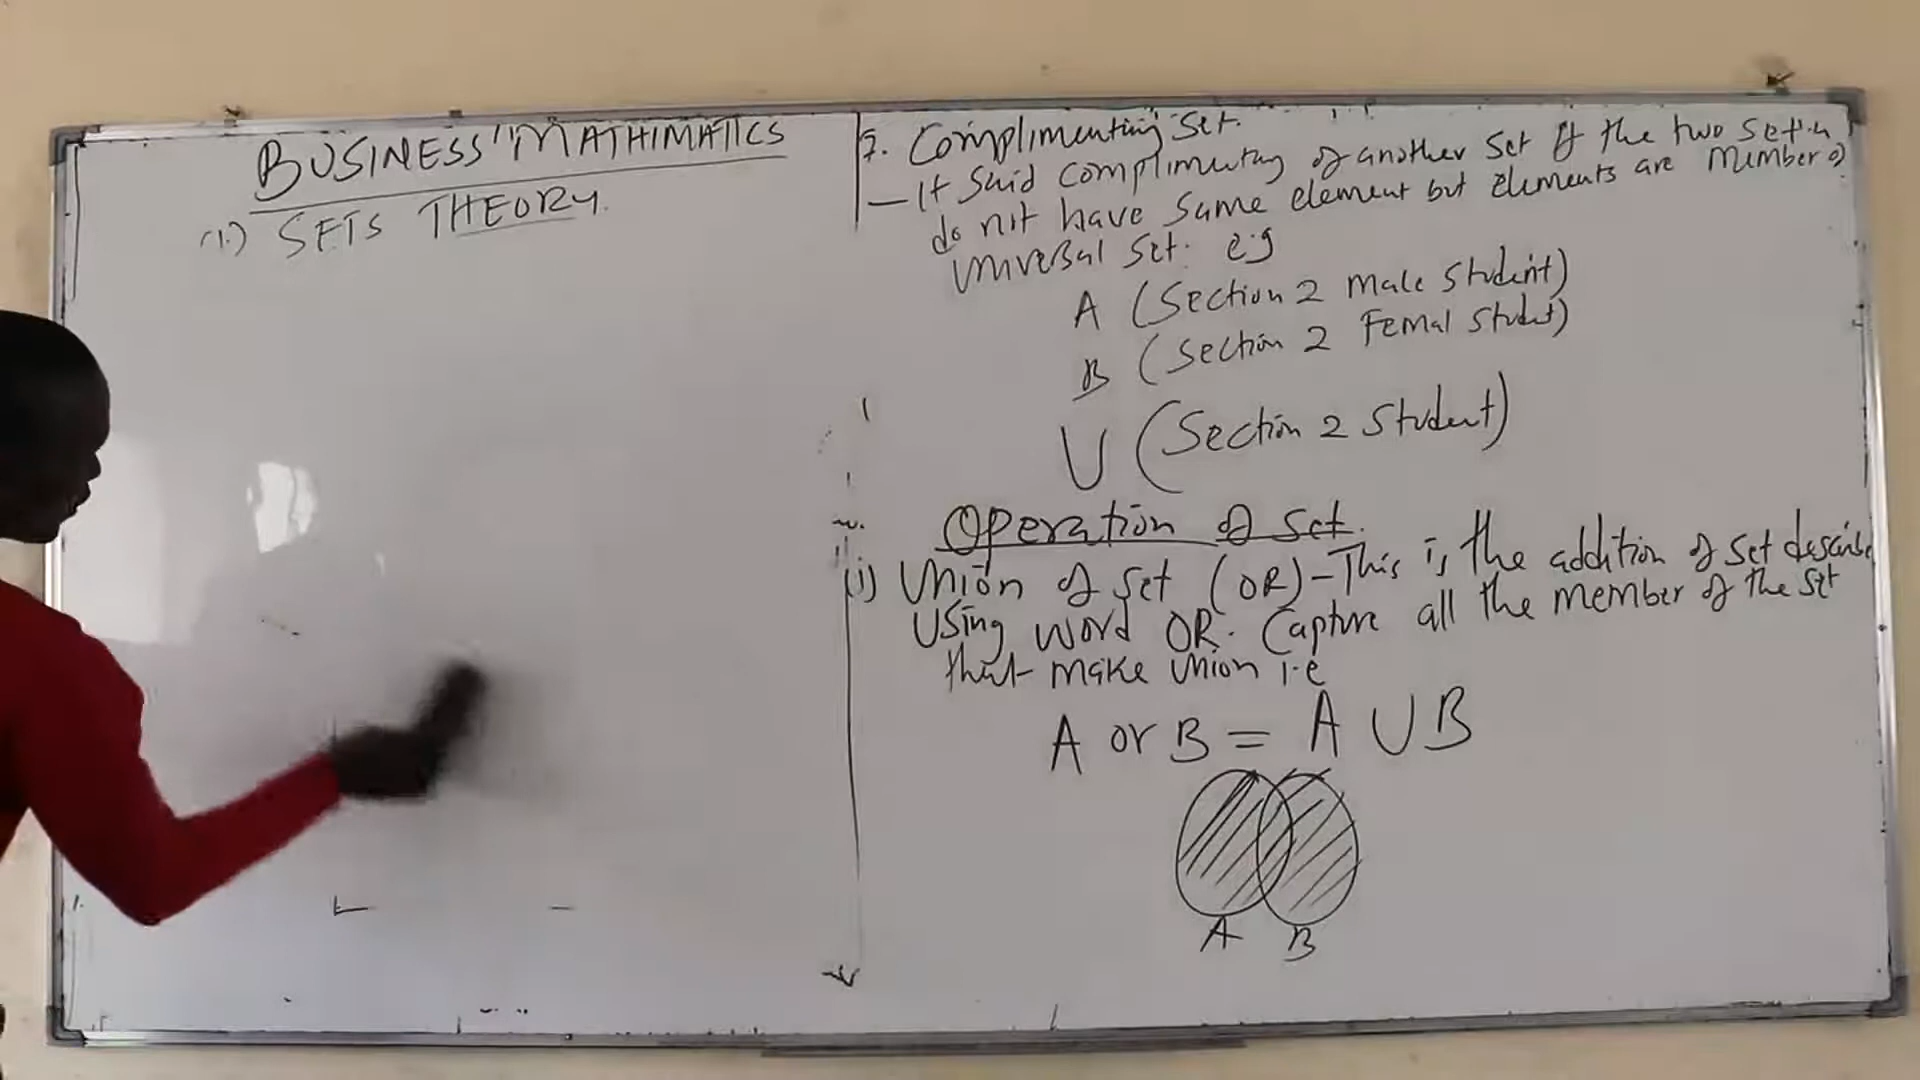 BUSINESS MATHIMATICS
(1.) SETS THEORY.
7. Complimenting Set.
— It Said complimenting of another Set If the two Set
do not have Same element but Elements are Member of
Universal Set. e.g
A (Section 2 male Student)
B (Section 2 Femal Student)
U (Section 2 Student)
Operation of Set.
(i) Union of Set (OR) – This is the addition of Set describe
Using word OR. Capture all the member of the Set
that make Union i.e
A or B = A ∪ B
A B